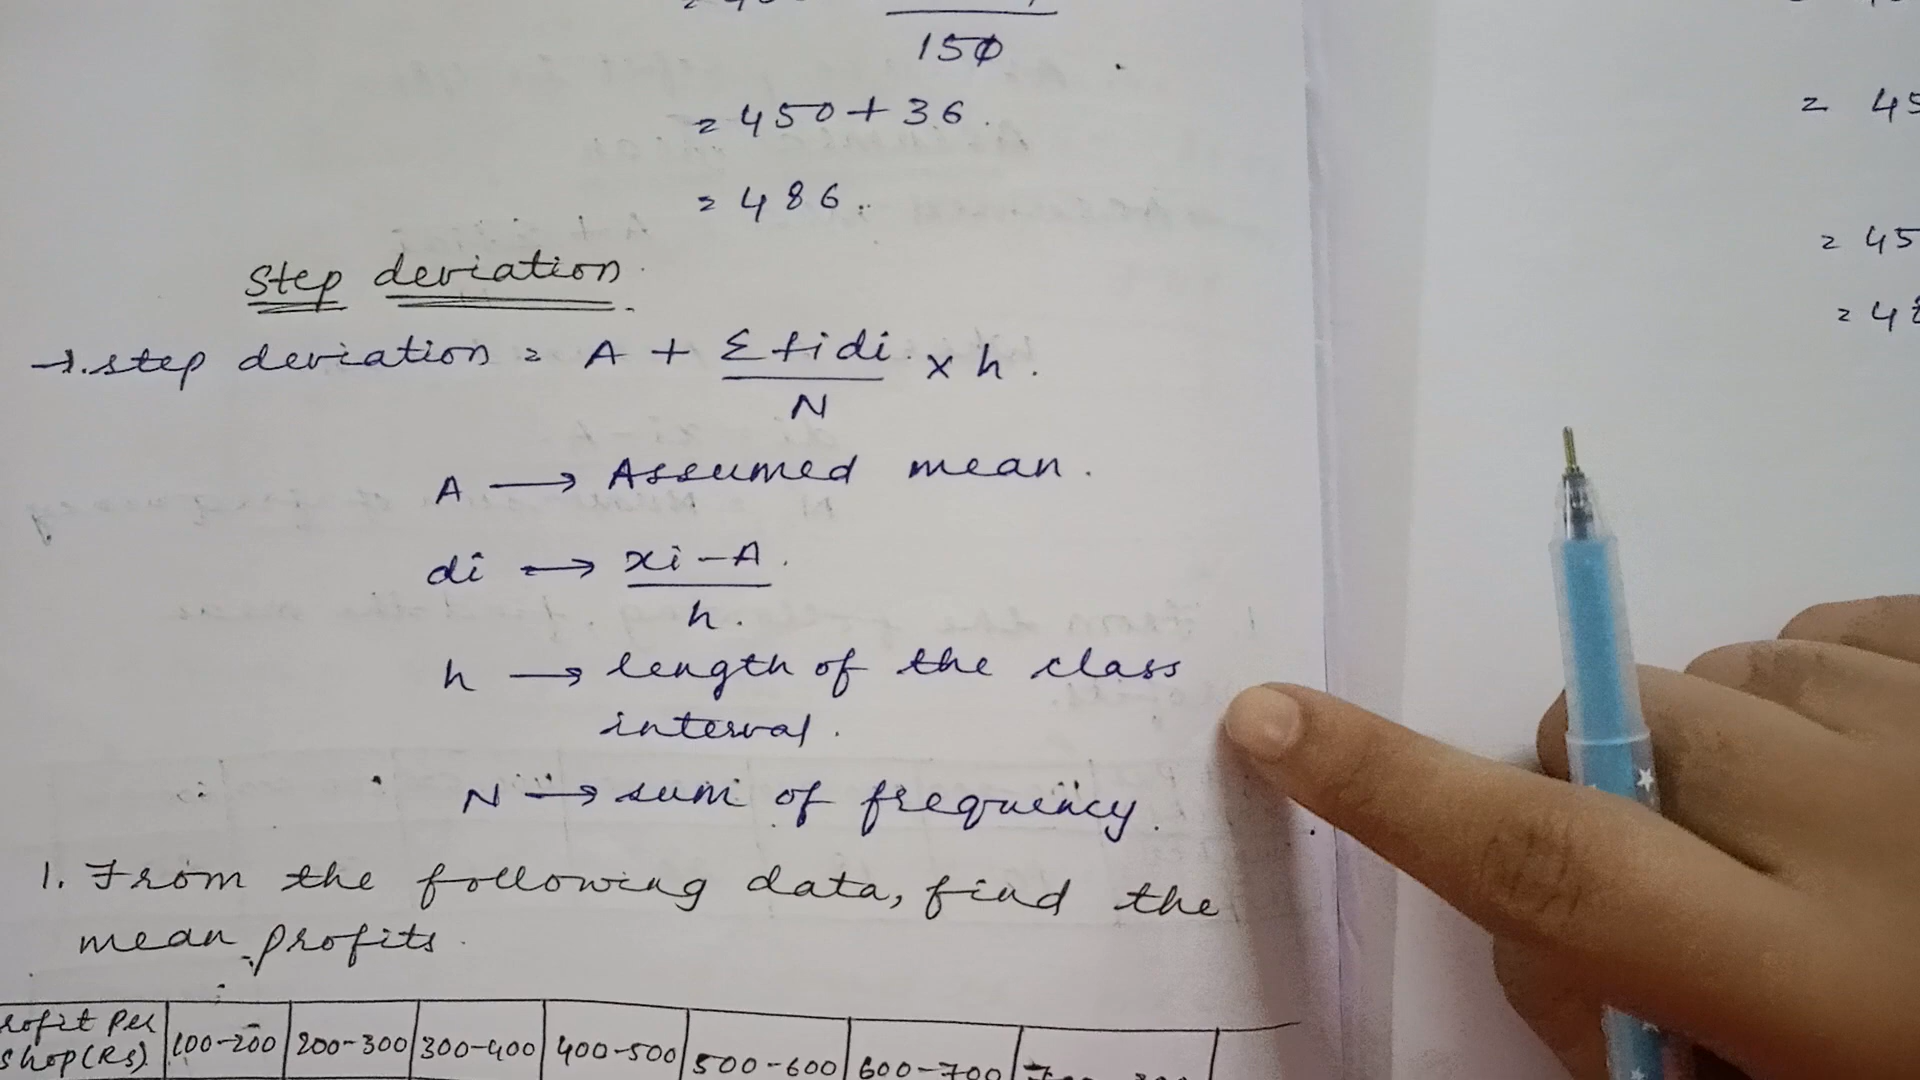 150
= 450 + 36.
= 486.
Step deviation.
→ step deviation = A + Σfidi / N × h.
A → Assumed mean.
di → xi - A / h.
h → length of the class
interval.
N → sum of frequency.
1. From the following data, find the
mean profits.
Profit Per 100-200 200-300 300-400 400-500 500-600 600-700
shop (Rs).
= 45
= 45
= 4